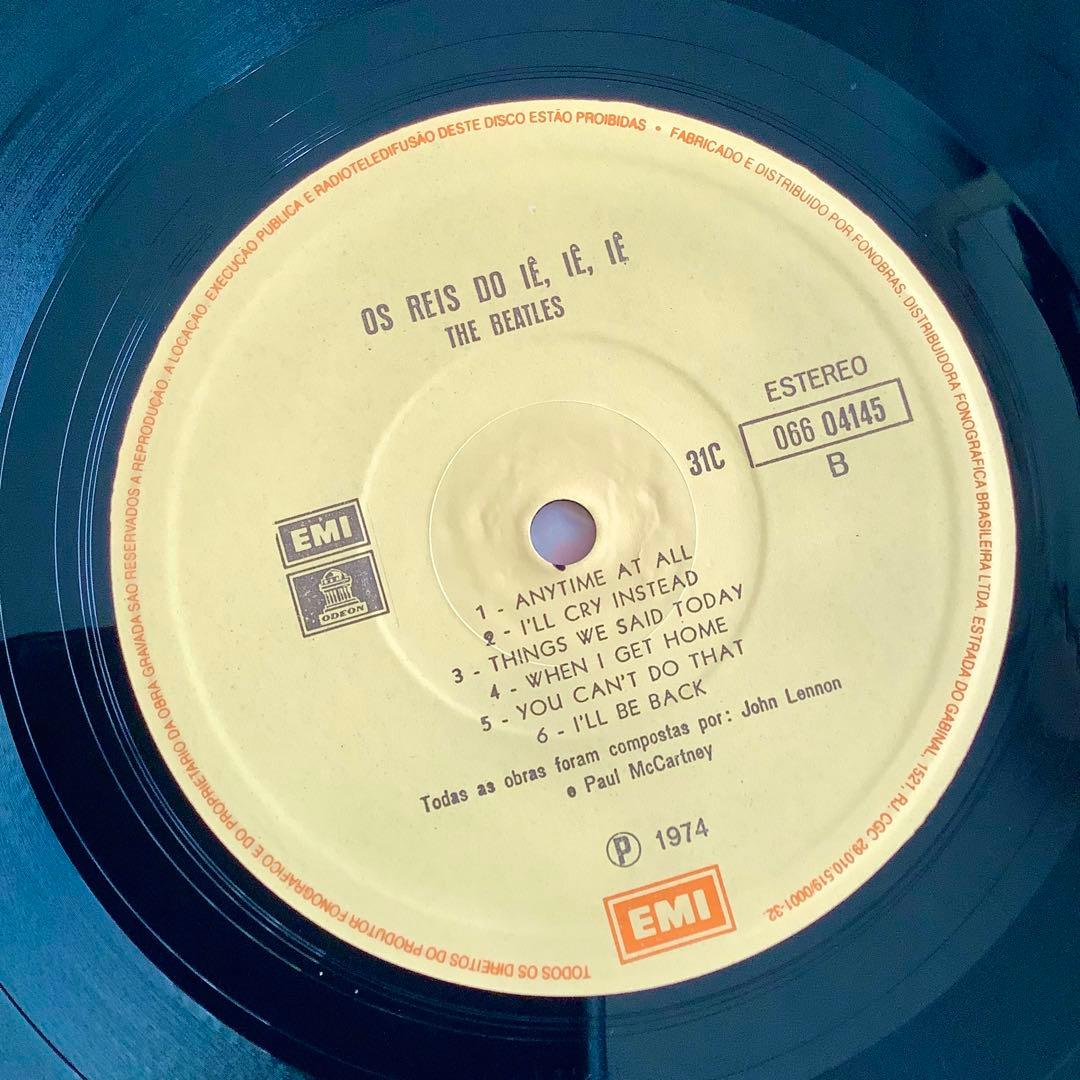 OS REIS DO IÊ, IÊ, IÊ
THE BEATLES
ESTEREO
31C 066 04145
B
EMI
ODEON
1 - ANYTIME AT ALL
2 - I'LL CRY INSTEAD
3 - THINGS WE SAID TODAY
4 - WHEN I GET HOME
5 - YOU CAN'T DO THAT
6 - I'LL BE BACK
Todas as obras foram compostas por: John Lennon
e Paul McCartney
Ⓟ 1974
EMI
TODOS OS DIREITOS DO PRODUTOR FONOGRAFICO E DO PROPRIETARIO DA OBRA GRAVADA SÃO RESERVADOS A REPRODUÇÃO. A LOCAÇÃO. EXECUÇÃO PUBLICA E RADIOTELEDIFUSÃO DESTE DISCO ESTÃO PROIBIDAS • FABRICADO E DISTRIBUIDO POR FONOBRAS: DISTRIBUIDORA FONOGRAFICA BRASILEIRA LTDA. ESTRADA DO GABINAL, 1521, RJ. CGC 29.010.519/0001-32.